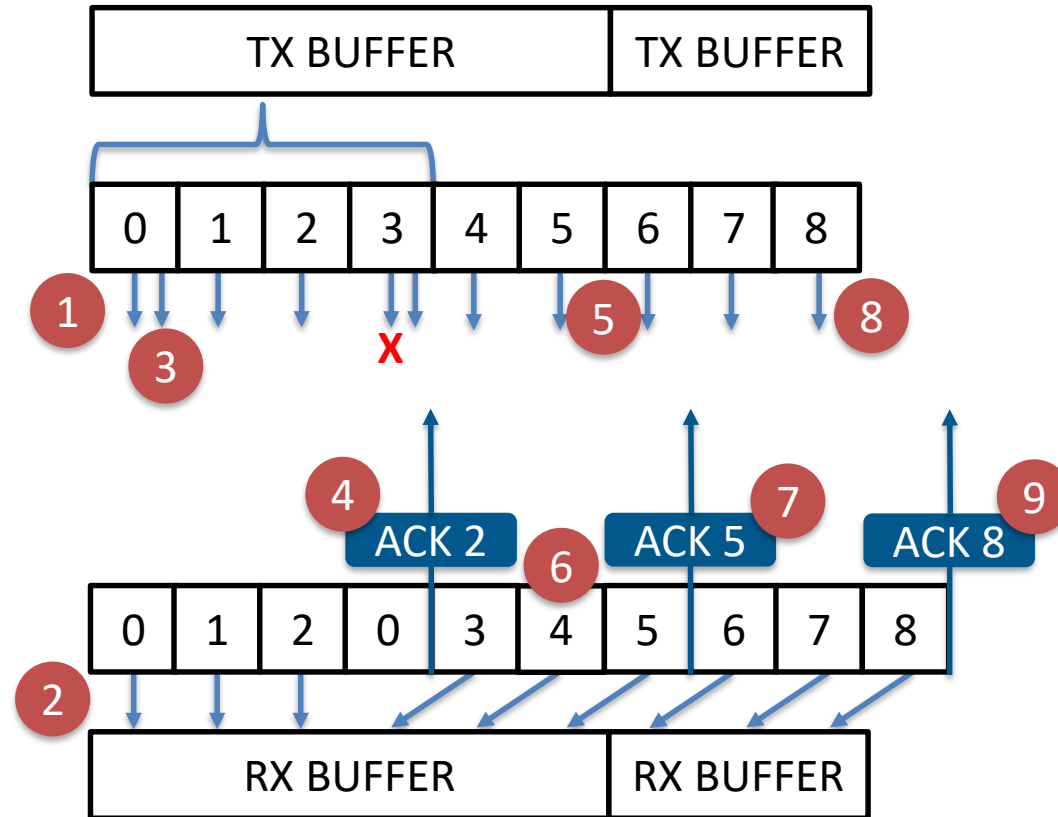 TX BUFFER TX BUFFER
0 1 2 3 4 5 6 7 8
1 5 8
3 X
4 7 9
ACK 2 ACK 5 ACK 8
6
0 1 2 0 3 4 5 6 7 8
2
RX BUFFER RX BUFFER